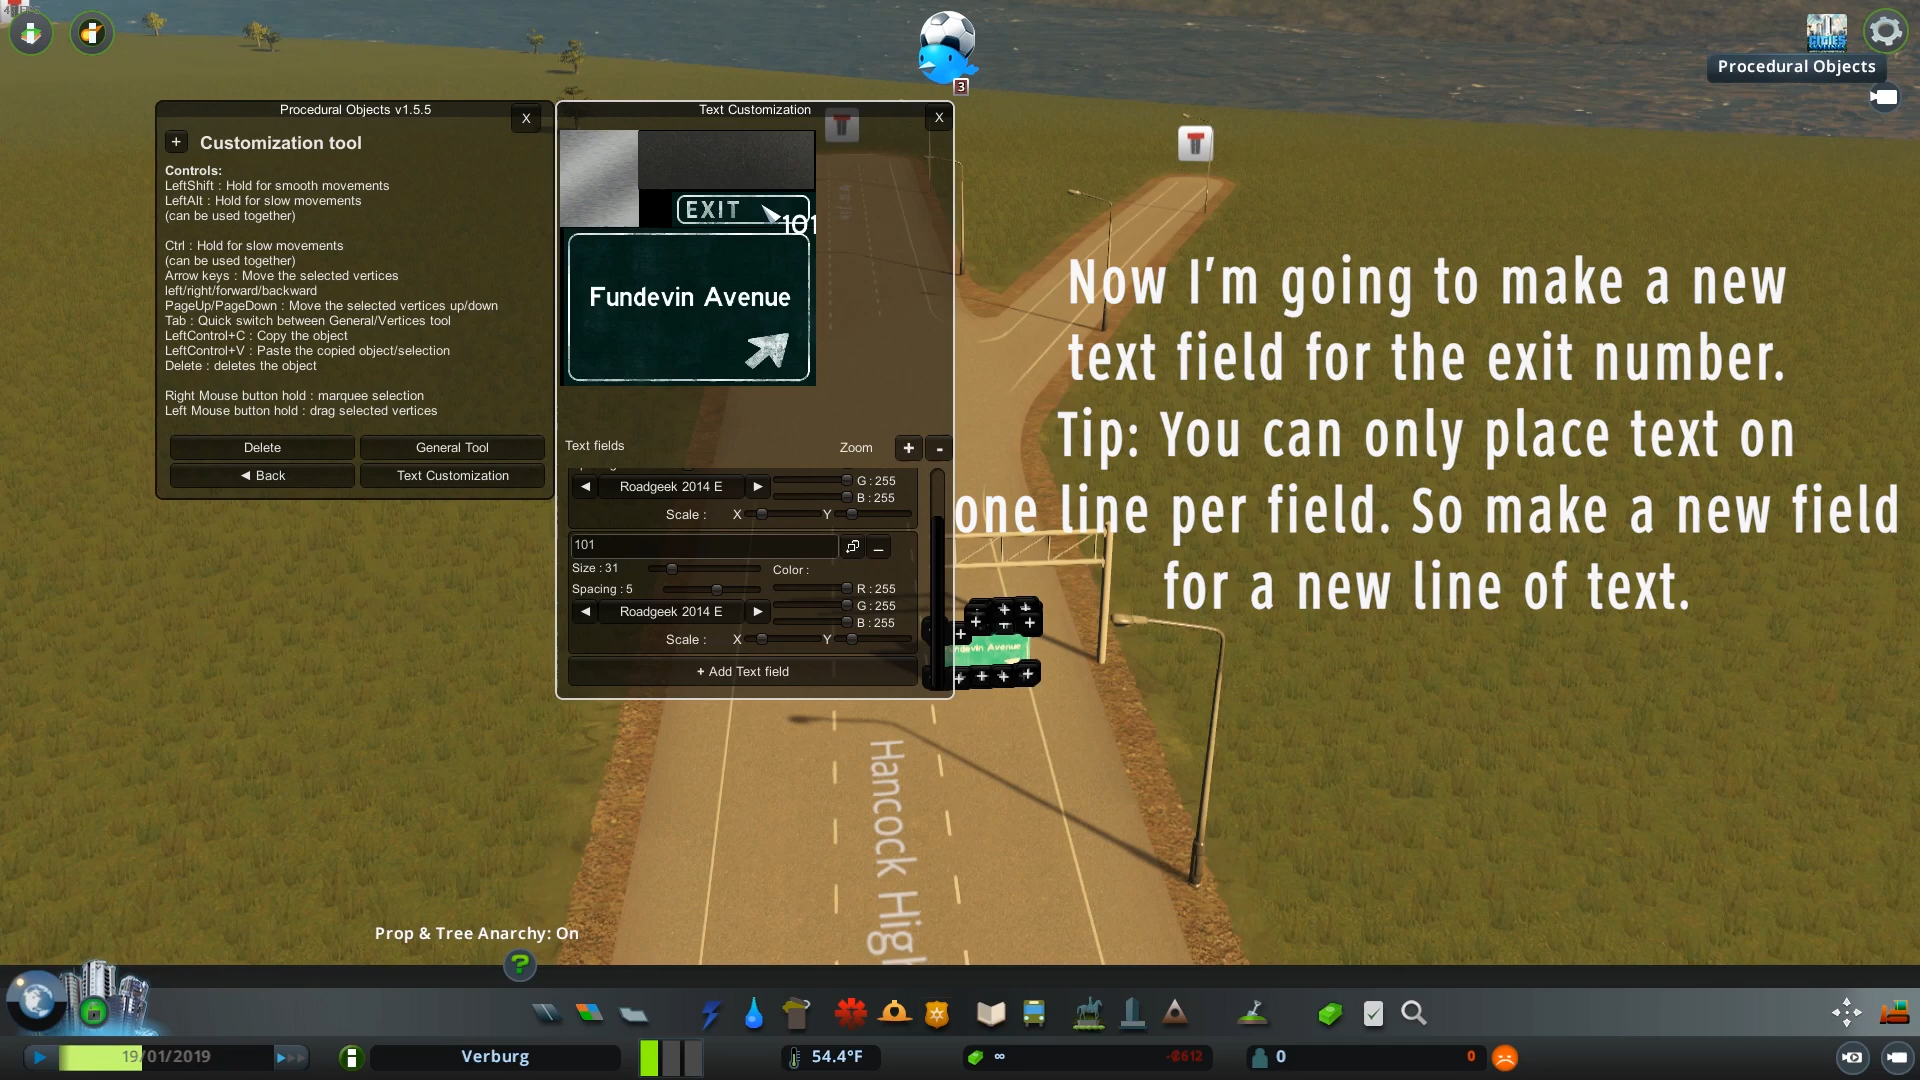 3
Procedural Objects
Procedural Objects v1.5.5
X
+
Customization tool
Controls:
LeftShift : Hold for smooth movements
LeftAlt : Hold for slow movements
(can be used together)
Ctrl : Hold for slow movements
(can be used together)
Arrow keys : Move the selected vertices
left/right/forward/backward
PageUp/PageDown : Move the selected vertices up/down
Tab : Quick switch between General/Vertices tool
LeftControl+C : Copy the object
LeftControl+V : Paste the copied object/selection
Delete : deletes the object
Right Mouse button hold : marquee selection
Left Mouse button hold : drag selected vertices
Delete
General Tool
◄ Back
Text Customization
Text Customization
X
EXIT
101
Fundevin Avenue
Text fields
Zoom
+
-
◄ Roadgeek 2014 E ►
G : 255
B : 255
Scale : X Y
101
Size : 31
Color :
Spacing : 5
R : 255
◄ Roadgeek 2014 E ►
G : 255
B : 255
Scale : X Y
+ Add Text field
Now I'm going to make a new
text field for the exit number.
Tip: You can only place text on
one line per field. So make a new field
for a new line of text.
Avenue
Hancock
Prop & Tree Anarchy: On
?
19/01/2019
Verburg
54.4°F
∞
-₡612
0
0